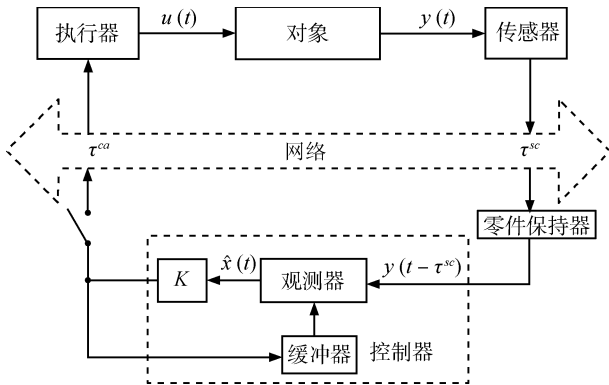 执行器
u(t)
对象
y(t)
传感器
τ^{ca}
网络
τ^{sc}
零件保持器
K
x̂(t)
观测器
y(t − τ^{sc})
缓冲器
控制器